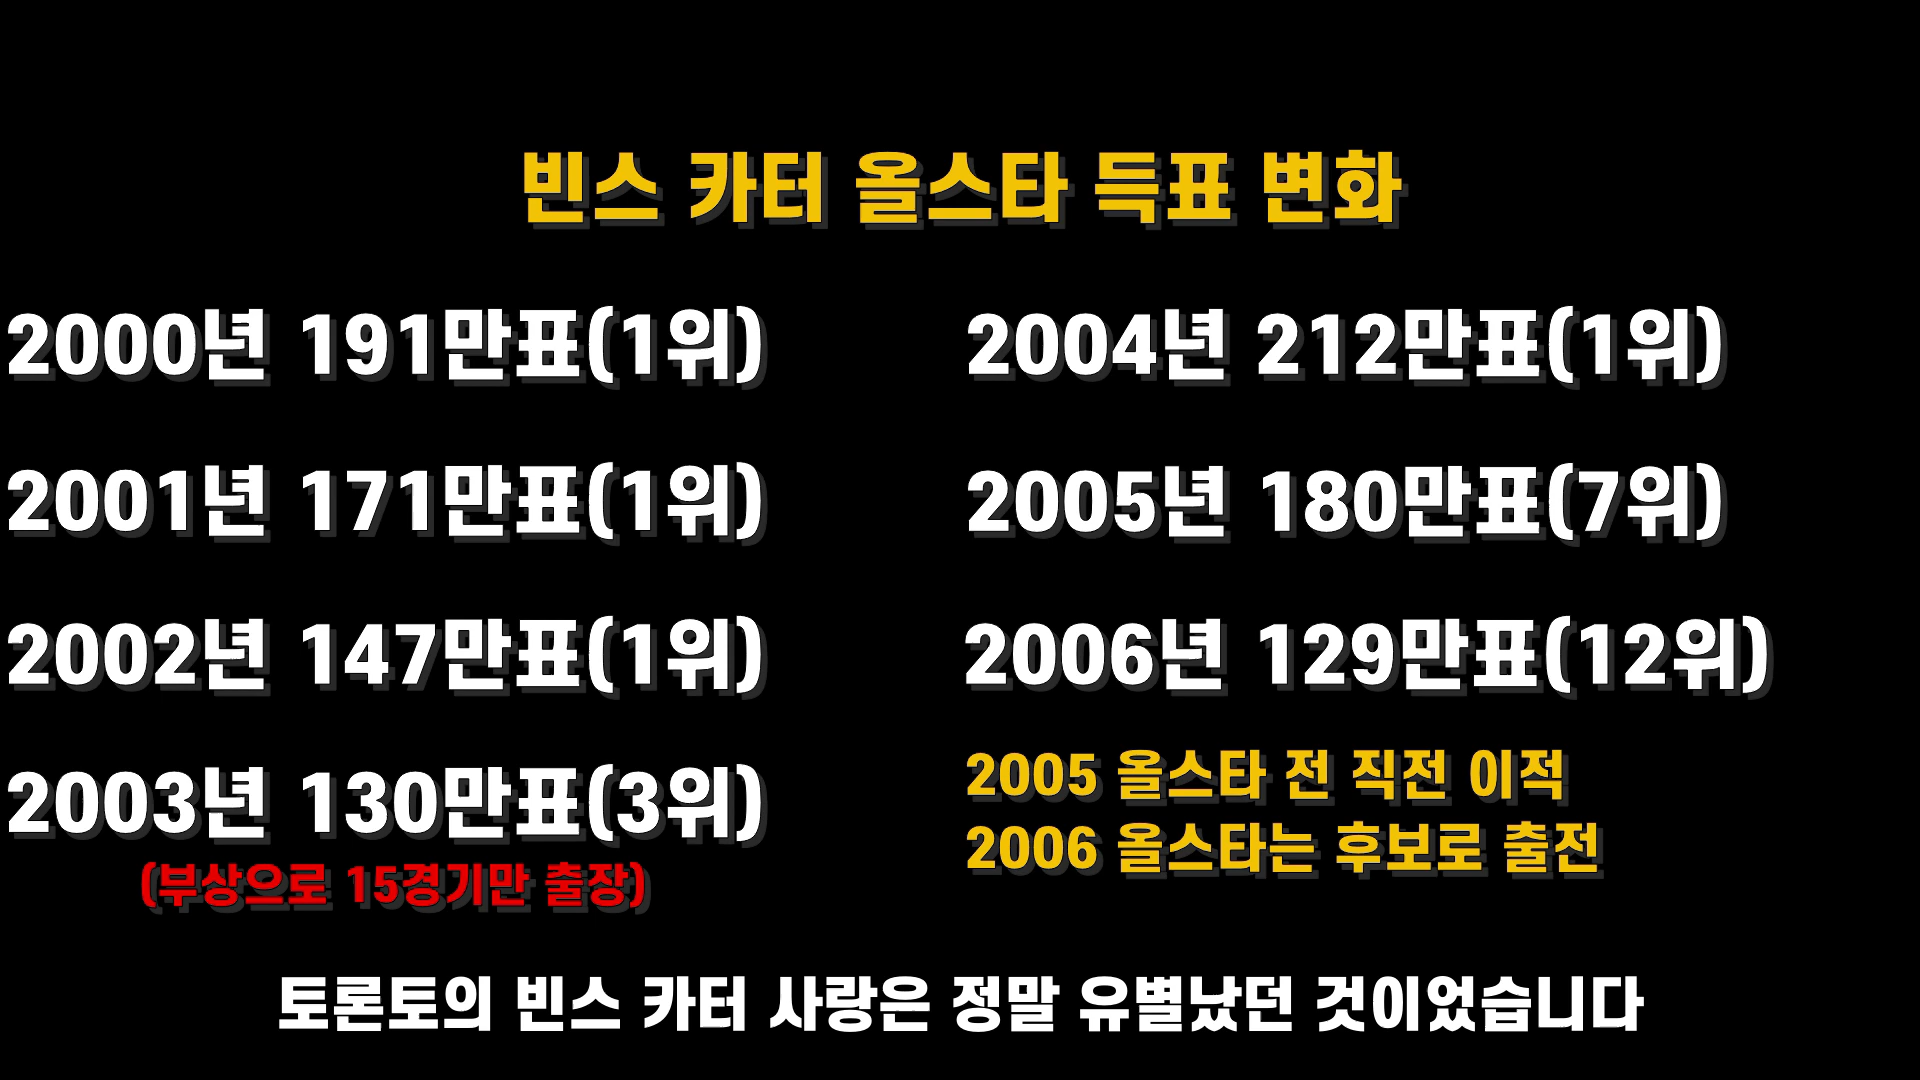 빈스 카터 올스타 득표 변화
2000년 191만표(1위)
2001년 171만표(1위)
2002년 147만표(1위)
2003년 130만표(3위)
(부상으로 15경기만 출장)
2004년 212만표(1위)
2005년 180만표(7위)
2006년 129만표(12위)
2005 올스타 전 직전 이적
2006 올스타는 후보로 출전
토론토의 빈스 카터 사랑은 정말 유별났던 것이었습니다